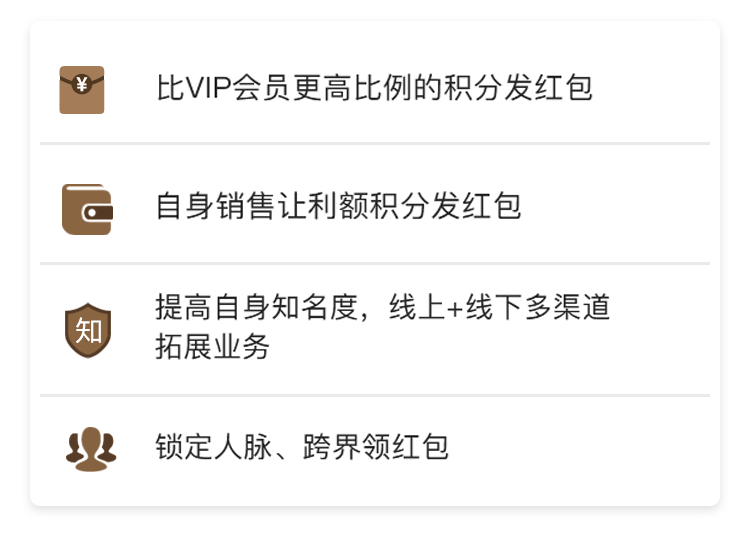 ¥
比VIP会员更高比例的积分发红包
自身销售让利额积分发红包
知
提高自身知名度，线上+线下多渠道
拓展业务
锁定人脉、跨界领红包